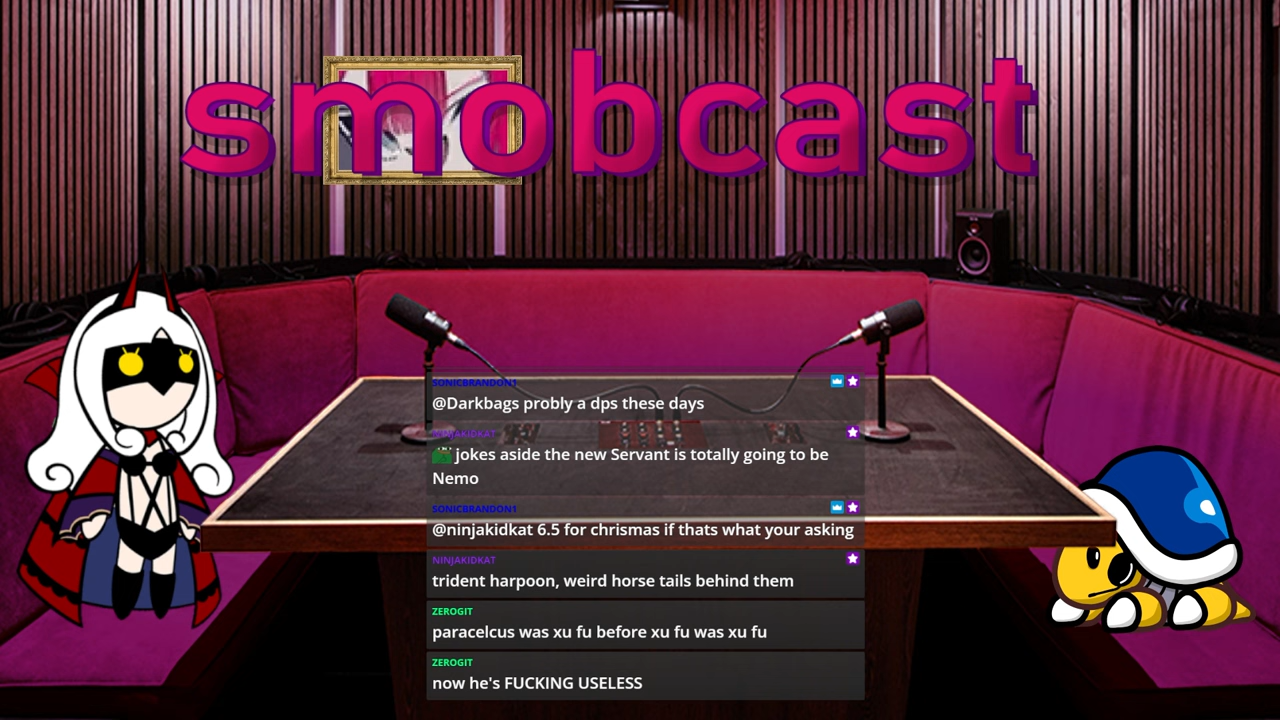 smobcast
SONICBRANDON1
@Darkbags probly a dps these days
NINJAKIDKAT
jokes aside the new Servant is totally going to be
Nemo
SONICBRANDON1
@ninjakidkat 6.5 for chrismas if thats what your asking
NINJAKIDKAT
trident harpoon, weird horse tails behind them
ZEROGIT
paracelcus was xu fu before xu fu was xu fu
ZEROGIT
now he's FUCKING USELESS